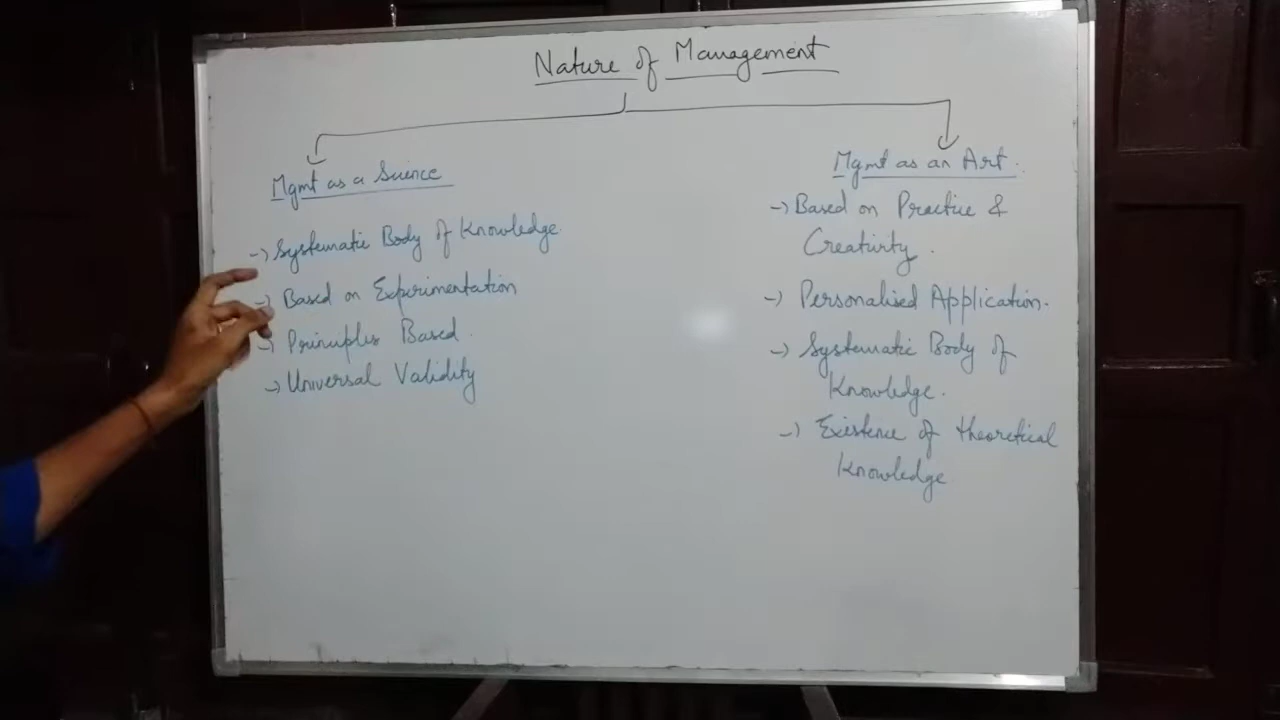 Nature of Management
Mgmt as a Science
-> Systematic Body of Knowledge.
-> Based on Experimentation
-> Principles Based.
-> Universal Validity
Mgmt as an Art.
-> Based on Practice &
Creativity.
-> Personalised Application.
-> Systematic Body of
Knowledge.
-> Existence of theoretical
Knowledge